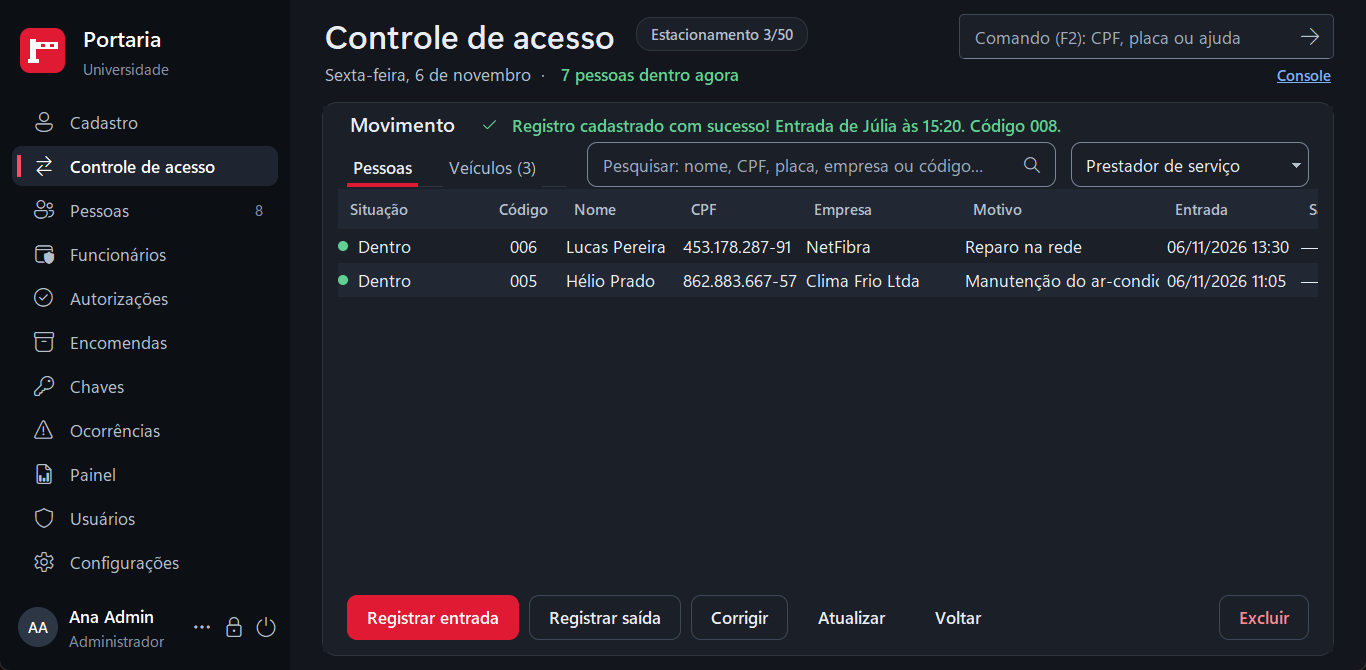 Portaria
Universidade
Cadastro
Controle de acesso
Pessoas 8
Funcionários
Autorizações
Encomendas
Chaves
Ocorrências
Painel
Usuários
Configurações
AA
Ana Admin
Administrador
Controle de acesso
Estacionamento 3/50
Comando (F2): CPF, placa ou ajuda
Sexta-feira, 6 de novembro · 7 pessoas dentro agora
Console
Movimento
Registro cadastrado com sucesso! Entrada de Júlia às 15:20. Código 008.
Pessoas
Veículos (3)
Pesquisar: nome, CPF, placa, empresa ou código...
Prestador de serviço
Situação Código Nome CPF Empresa Motivo Entrada
Dentro 006 Lucas Pereira 453.178.287-91 NetFibra Reparo na rede 06/11/2026 13:30 —
Dentro 005 Hélio Prado 862.883.667-57 Clima Frio Ltda Manutenção do ar-condic 06/11/2026 11:05 —
Registrar entrada
Registrar saída
Corrigir
Atualizar
Voltar
Excluir